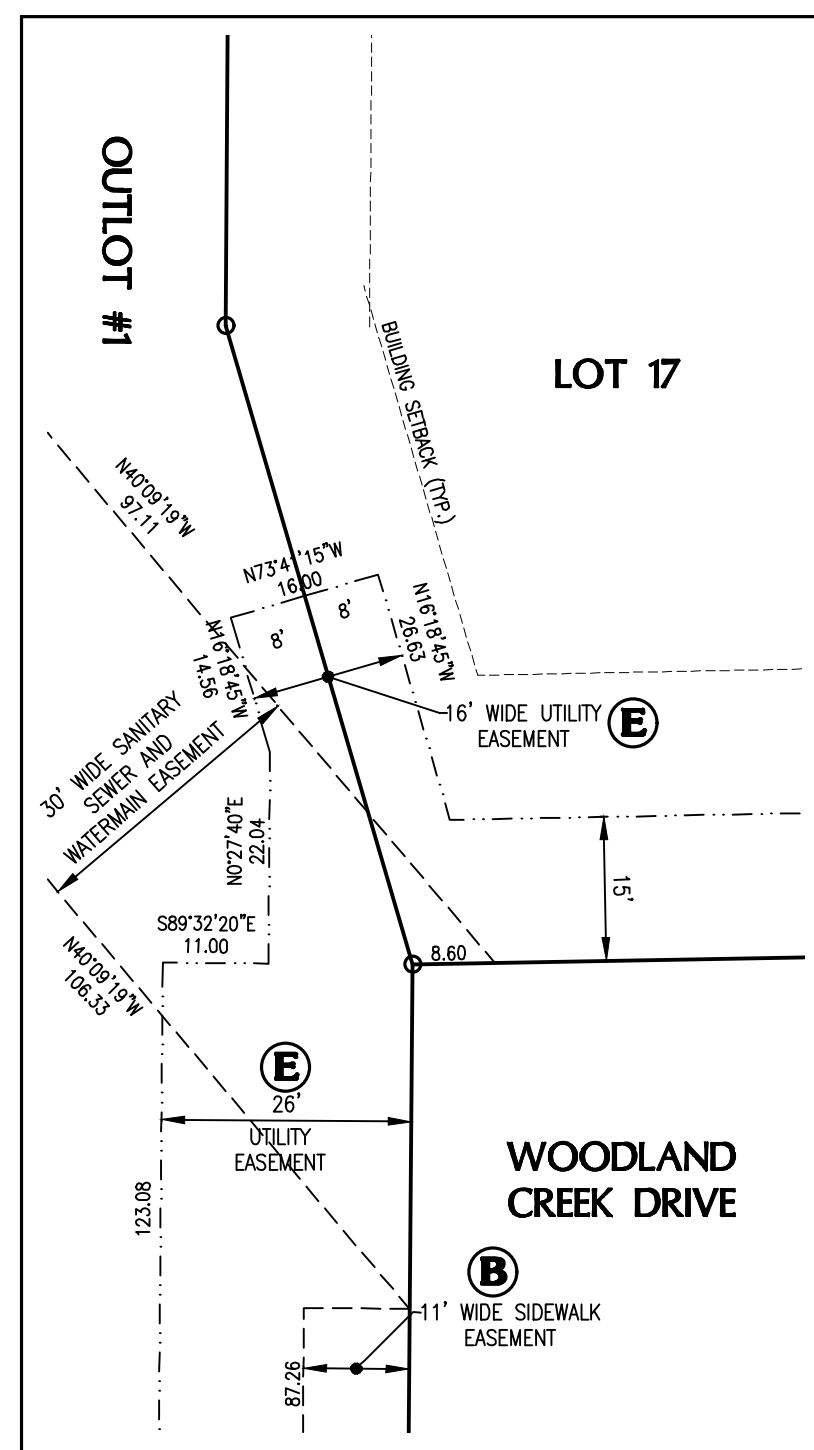 OUTLOT #1
LOT 17
BUILDING SETBACK (TYP.)
N40°09'19"W
97.11
N73°41'15"W
16.00
8'
8'
N16°18'45"W
26.63
N16°18'45"W
14.56
16' WIDE UTILITY
EASEMENT
E
30' WIDE SANITARY
SEWER AND
WATERMAIN EASEMENT
N0°27'40"E
22.04
15'
S89°32'20"E
11.00
8.60
N40°09'19"W
106.33
E
26'
UTILITY
EASEMENT
WOODLAND
CREEK DRIVE
123.08
B
11' WIDE SIDEWALK
EASEMENT
87.26